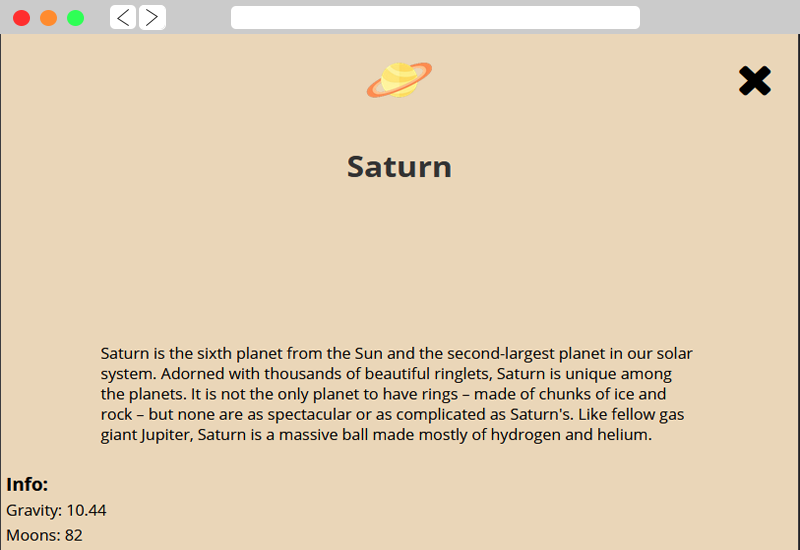 Saturn
Saturn is the sixth planet from the Sun and the second-largest planet in our solar
system. Adorned with thousands of beautiful ringlets, Saturn is unique among
the planets. It is not the only planet to have rings – made of chunks of ice and
rock – but none are as spectacular or as complicated as Saturn's. Like fellow gas
giant Jupiter, Saturn is a massive ball made mostly of hydrogen and helium.
Info:
Gravity: 10.44
Moons: 82